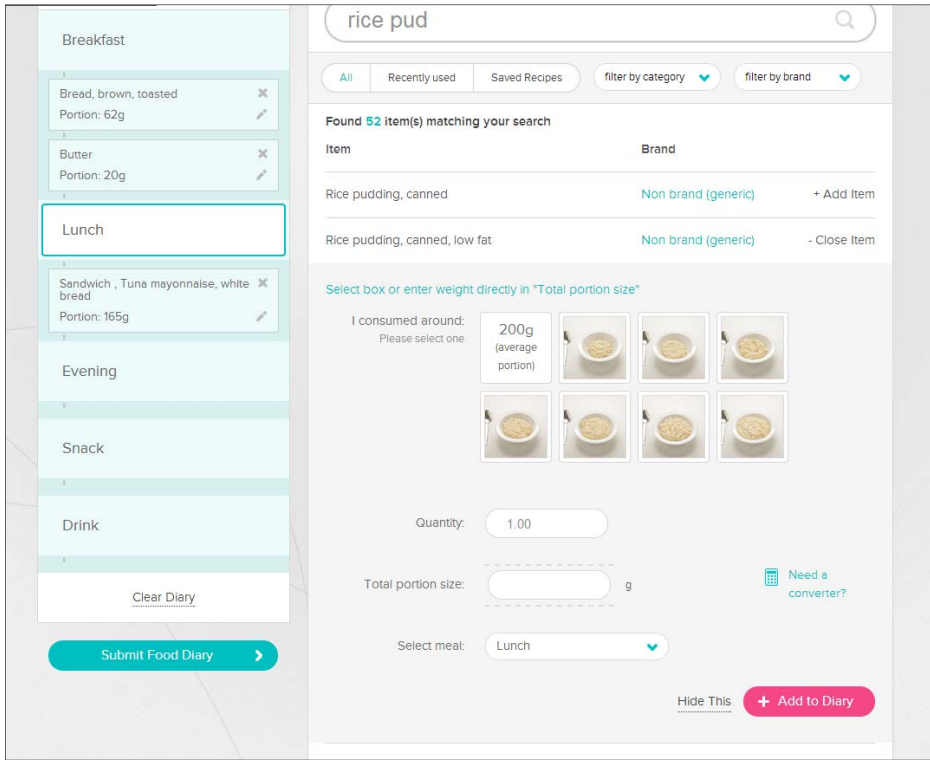 Breakfast
Bread, brown, toasted
Portion: 62g
Butter
Portion: 20g
Lunch
Sandwich , Tuna mayonnaise, white
bread
Portion: 165g
Evening
Snack
Drink
Clear Diary
Submit Food Diary
rice pud
All Recently used Saved Recipes filter by category filter by brand
Found 52 item(s) matching your search
Item Brand
Rice pudding, canned Non brand (generic) + Add Item
Rice pudding, canned, low fat Non brand (generic) - Close Item
Select box or enter weight directly in "Total portion size"
I consumed around:
Please select one
200g
(average
portion)
Quantity: 1.00
Total portion size: g
Need a
converter?
Select meal: Lunch
Hide This + Add to Diary